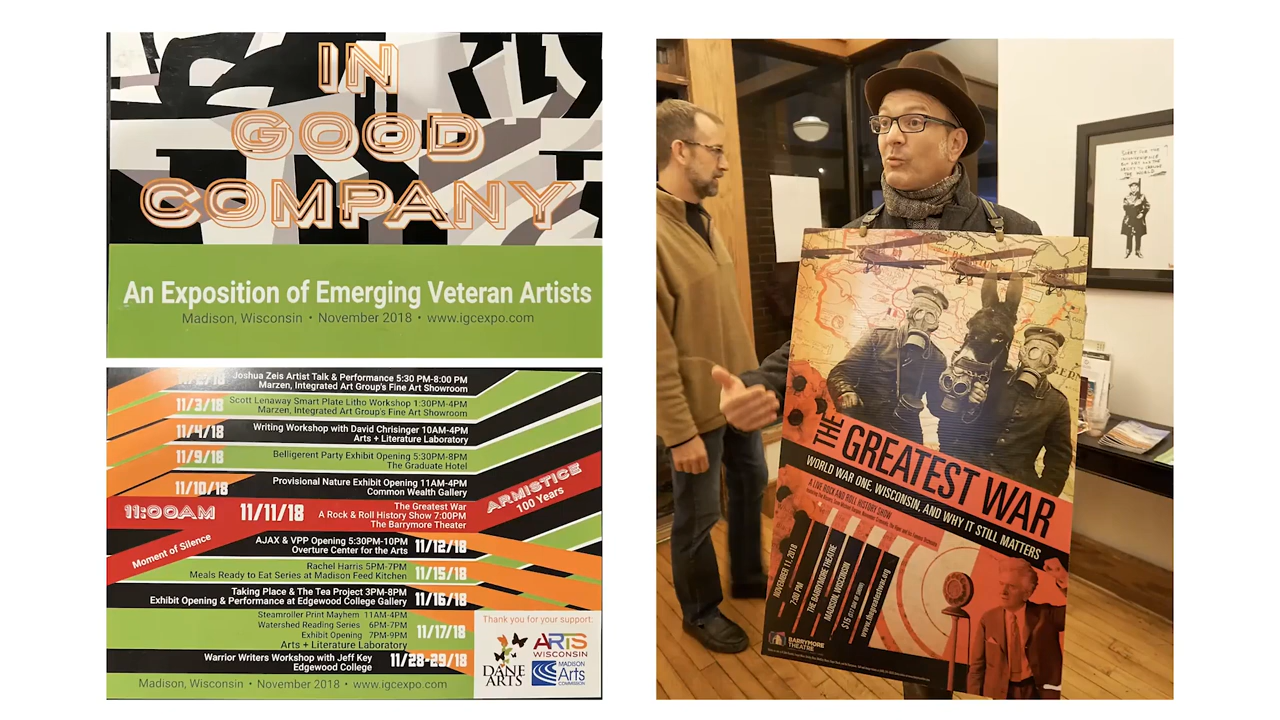 IN
GOOD
COMPANY
An Exposition of Emerging Veteran Artists
Madison, Wisconsin • November 2018 • www.igcexpo.com
11/2/18
Joshua Zeis Artist Talk & Performance 5:30 PM-8:00 PM
Marzen, Integrated Art Group's Fine Art Showroom
11/3/18
Scott Lenaway Smart Plate Litho Workshop 1:30PM-4PM
Marzen, Integrated Art Group's Fine Art Showroom
11/4/18
Writing Workshop with David Chrisinger 10AM-4PM
Arts + Literature Laboratory
11/9/18
Belligerent Party Exhibit Opening 5:30PM-8PM
The Graduate Hotel
11/10/18
Provisional Nature Exhibit Opening 11AM-4PM
Common Wealth Gallery
11:00AM
Moment of Silence
11/11/18
The Greatest War
A Rock & Roll History Show 7:00PM
The Barrymore Theater
ARMISTICE
100 Years
AJAX & VPP Opening 5:30PM-10PM
Overture Center for the Arts
11/12/18
Rachel Harris 5PM-7PM
Meals Ready to Eat Series at Madison Feed Kitchen
11/15/18
Taking Place & The Tea Project 3PM-8PM
Exhibit Opening & Performance at Edgewood College Gallery
11/16/18
Steamroller Print Mayhem 11AM-4PM
Watershed Reading Series 6PM-7PM
Exhibit Opening 7PM-9PM
Arts + Literature Laboratory
11/17/18
Warrior Writers Workshop with Jeff Key
Edgewood College
11/28-29/18
Madison, Wisconsin • November 2018 • www.igcexpo.com
Thank you for your support:
DANE
ARTS
ARTS
WISCONSIN
MADISON
Arts
COMMISSION
SORRY FOR THE
INCONVENIENCE
THE WORLD
THE GREATEST WAR
WORLD WAR ONE, WISCONSIN, AND WHY IT STILL MATTERS
A LIVE ROCK AND ROLL HISTORY SHOW
NOVEMBER 11, 2018
7:00 PM
THE BARRYMORE THEATRE
MADISON, WISCONSIN
$15
www.thegreatestwar.org
BARRYMORE
THEATRE